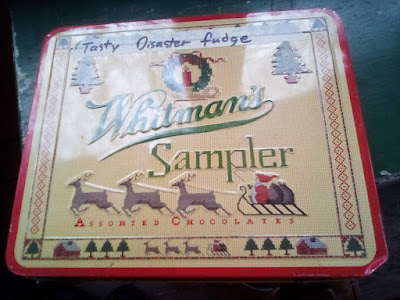 Tasty Disaster fudge
Whitman's
Sampler
ASSORTED CHOCOLATES